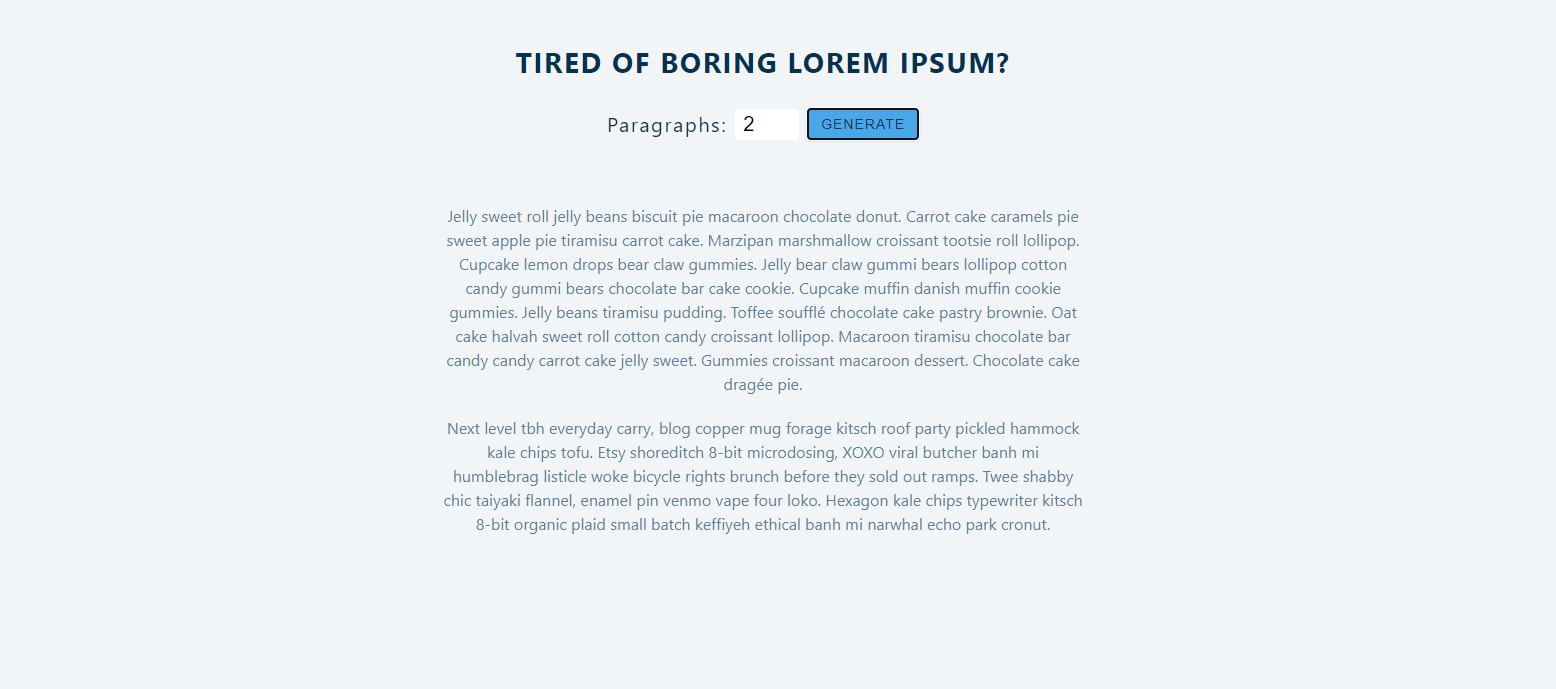 TIRED OF BORING LOREM IPSUM?
Paragraphs: 2 GENERATE
Jelly sweet roll jelly beans biscuit pie macaroon chocolate donut. Carrot cake caramels pie
sweet apple pie tiramisu carrot cake. Marzipan marshmallow croissant tootsie roll lollipop.
Cupcake lemon drops bear claw gummies. Jelly bear claw gummi bears lollipop cotton
candy gummi bears chocolate bar cake cookie. Cupcake muffin danish muffin cookie
gummies. Jelly beans tiramisu pudding. Toffee soufflé chocolate cake pastry brownie. Oat
cake halvah sweet roll cotton candy croissant lollipop. Macaroon tiramisu chocolate bar
candy candy carrot cake jelly sweet. Gummies croissant macaroon dessert. Chocolate cake
dragée pie.
Next level tbh everyday carry, blog copper mug forage kitsch roof party pickled hammock
kale chips tofu. Etsy shoreditch 8-bit microdosing, XOXO viral butcher banh mi
humblebrag listicle woke bicycle rights brunch before they sold out ramps. Twee shabby
chic taiyaki flannel, enamel pin venmo vape four loko. Hexagon kale chips typewriter kitsch
8-bit organic plaid small batch keffiyeh ethical banh mi narwhal echo park cronut.